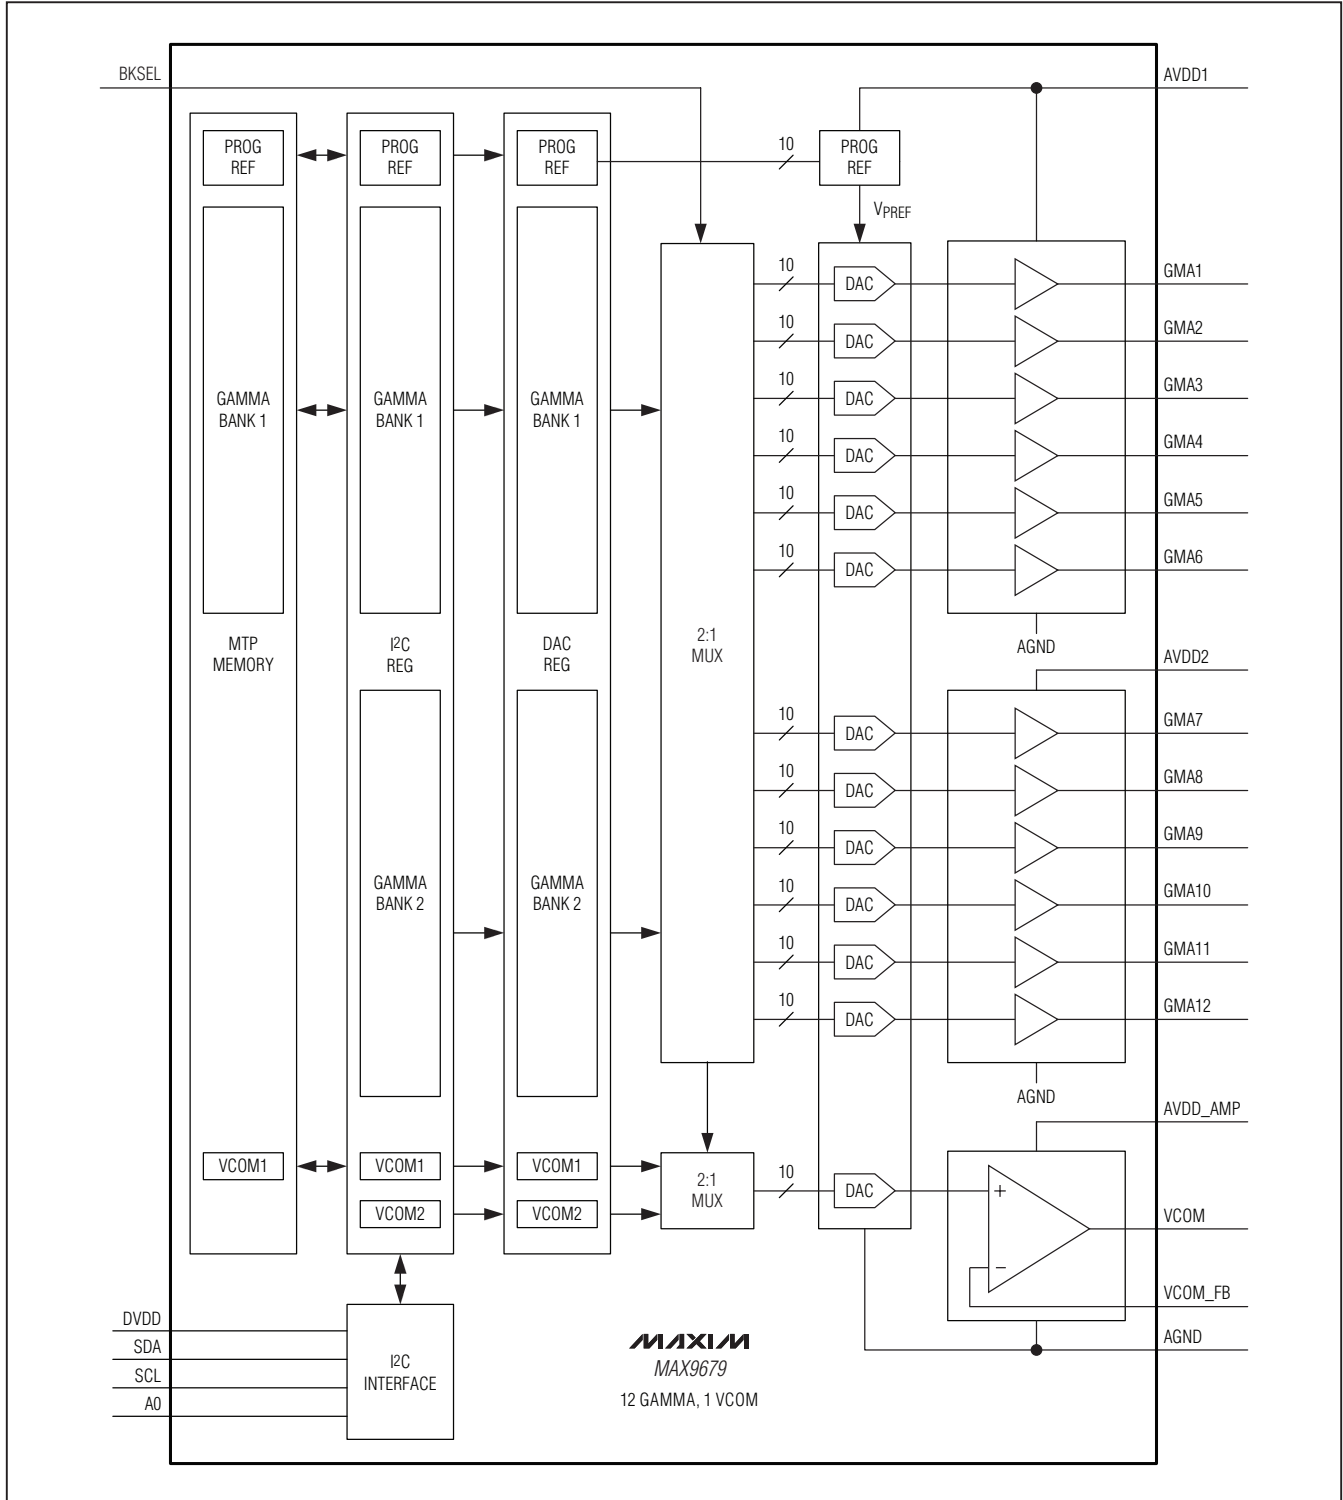 BKSEL
AVDD1
PROG
REF
PROG
REF
PROG
REF
10
PROG
REF
VPREF
GAMMA
BANK 1
GAMMA
BANK 1
GAMMA
BANK 1
10
DAC
GMA1
10
DAC
GMA2
10
DAC
GMA3
10
DAC
GMA4
10
DAC
GMA5
10
DAC
GMA6
MTP
MEMORY
I2C
REG
DAC
REG
2:1
MUX
AGND
AVDD2
GAMMA
BANK 2
GAMMA
BANK 2
10
DAC
GMA7
10
DAC
GMA8
10
DAC
GMA9
10
DAC
GMA10
10
DAC
GMA11
10
DAC
GMA12
AGND
AVDD_AMP
VCOM1
VCOM1
VCOM1
VCOM2
VCOM2
2:1
MUX
10
DAC
+
−
VCOM
VCOM_FB
AGND
DVDD
SDA
SCL
A0
I2C
INTERFACE
MAXIM
MAX9679
12 GAMMA, 1 VCOM